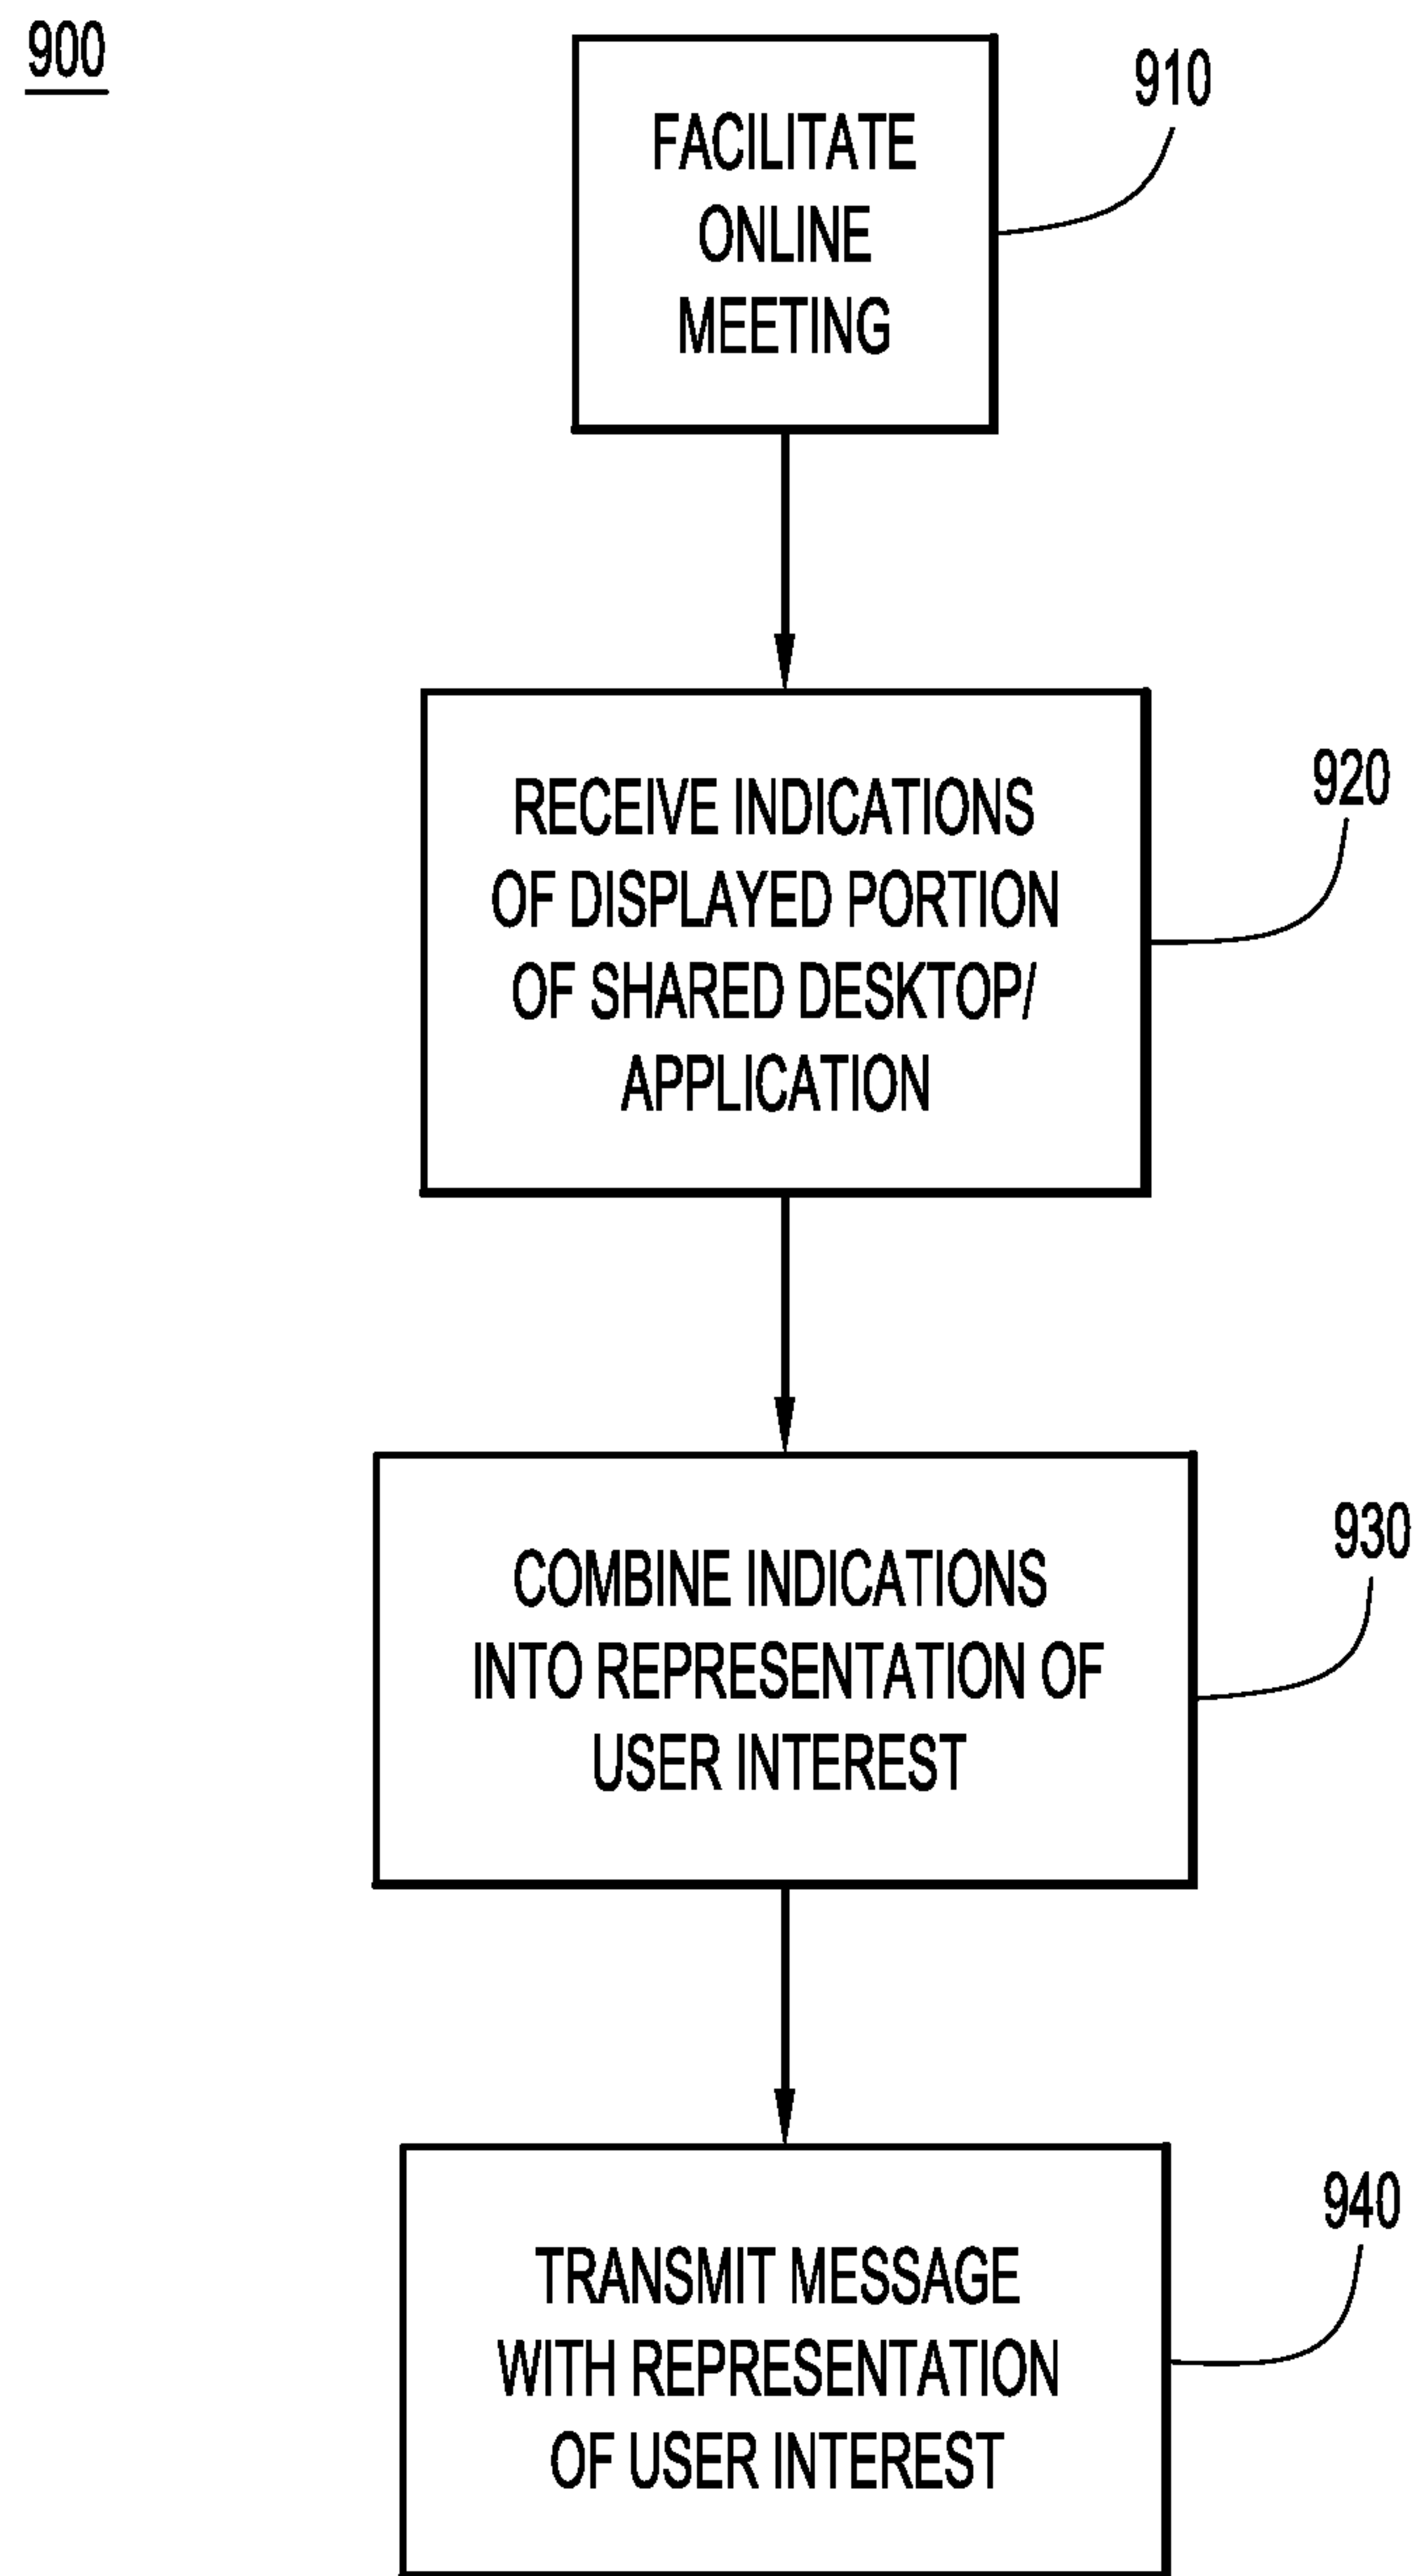 900
910
FACILITATE
ONLINE
MEETING
920
RECEIVE INDICATIONS
OF DISPLAYED PORTION
OF SHARED DESKTOP/
APPLICATION
930
COMBINE INDICATIONS
INTO REPRESENTATION OF
USER INTEREST
940
TRANSMIT MESSAGE
WITH REPRESENTATION
OF USER INTEREST